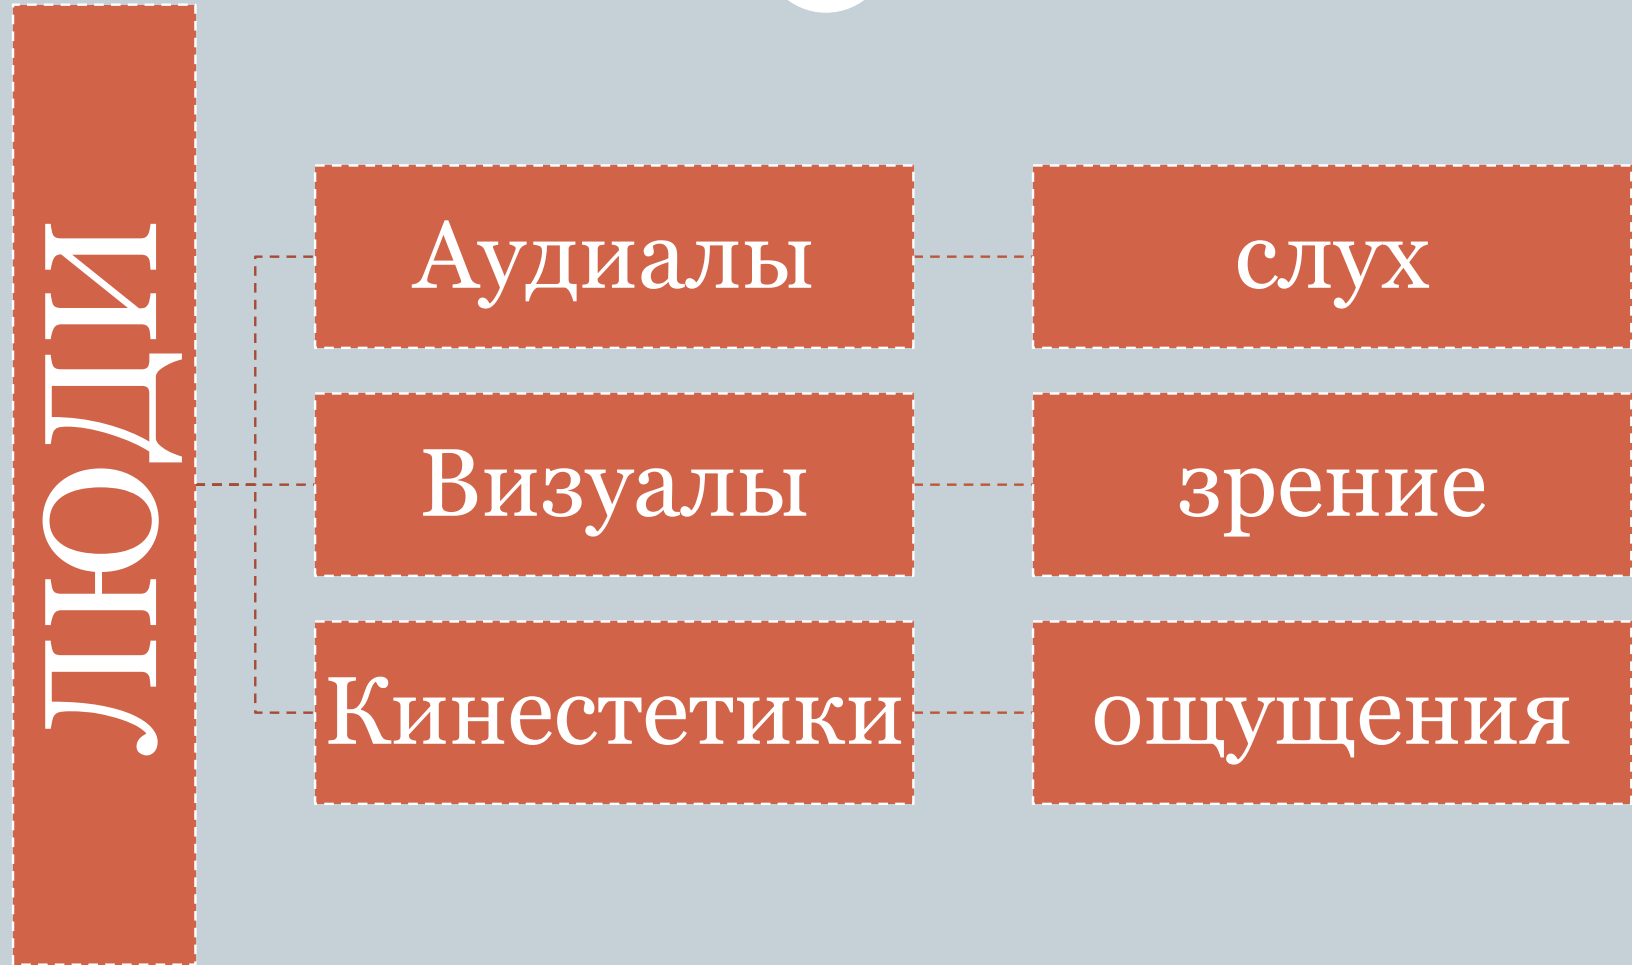 ЛЮДИ
Аудиалы
слух
Визуалы
зрение
Кинестетики
ощущения